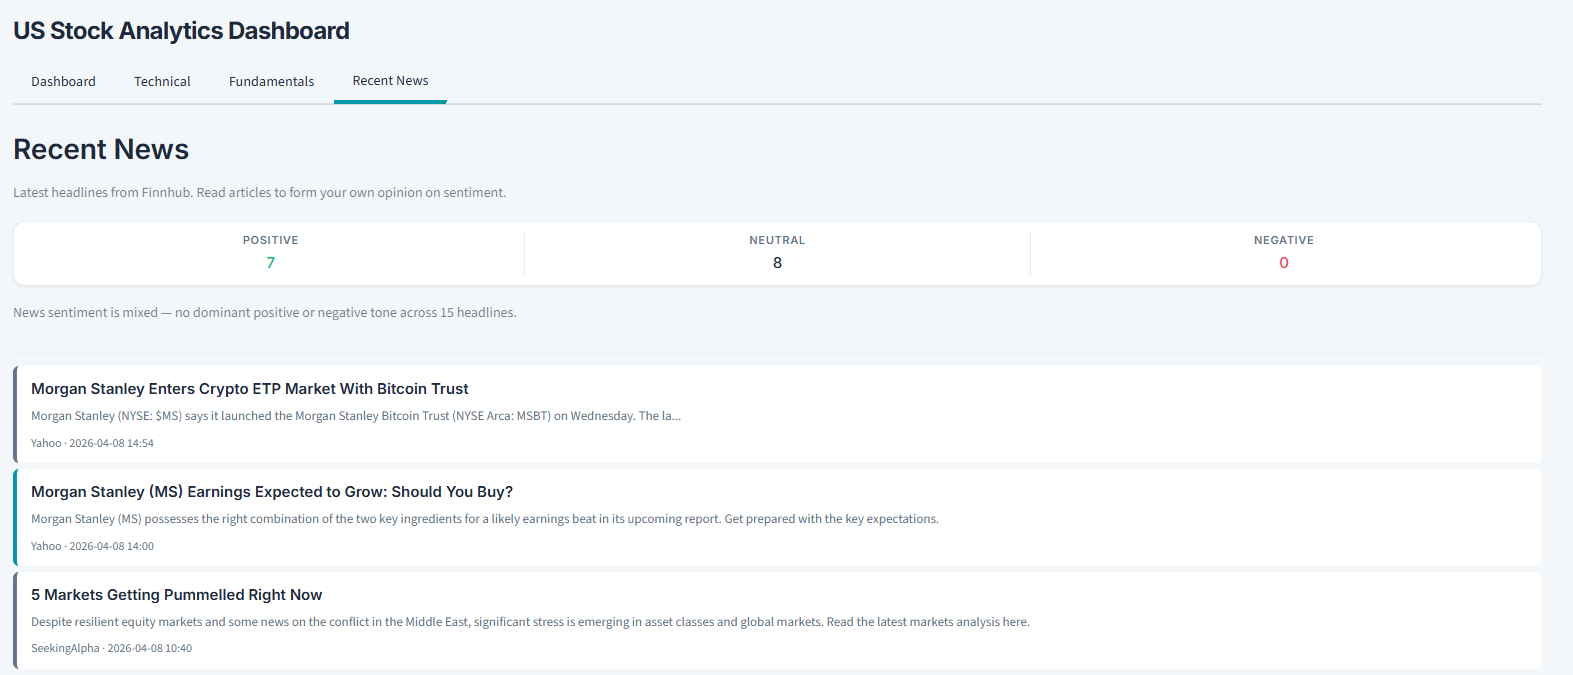 US Stock Analytics Dashboard
Dashboard Technical Fundamentals Recent News
Recent News
Latest headlines from Finnhub. Read articles to form your own opinion on sentiment.
POSITIVE NEUTRAL NEGATIVE
7 8 0
News sentiment is mixed — no dominant positive or negative tone across 15 headlines.
Morgan Stanley Enters Crypto ETP Market With Bitcoin Trust
Morgan Stanley (NYSE: $MS) says it launched the Morgan Stanley Bitcoin Trust (NYSE Arca: MSBT) on Wednesday. The la...
Yahoo · 2026-04-08 14:54
Morgan Stanley (MS) Earnings Expected to Grow: Should You Buy?
Morgan Stanley (MS) possesses the right combination of the two key ingredients for a likely earnings beat in its upcoming report. Get prepared with the key expectations.
Yahoo · 2026-04-08 14:00
5 Markets Getting Pummelled Right Now
Despite resilient equity markets and some news on the conflict in the Middle East, significant stress is emerging in asset classes and global markets. Read the latest markets analysis here.
SeekingAlpha · 2026-04-08 10:40